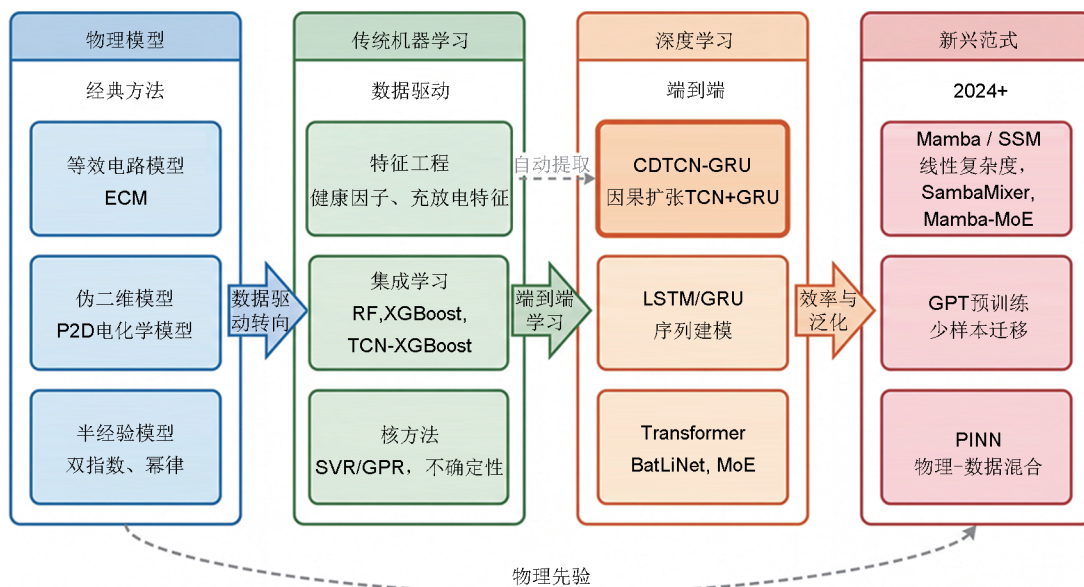 物理模型
经典方法
等效电路模型
ECM
伪二维模型
P2D电化学模型
半经验模型
双指数、幂律
数据驱
动转向
传统机器学习
数据驱动
特征工程
健康因子、充放电特征
集成学习
RF,XGBoost,
TCN-XGBoost
核方法
SVR/GPR，不确定性
自动提取
端到端
学习
深度学习
端到端
CDTCN-GRU
因果扩张TCN+GRU
LSTM/GRU
序列建模
Transformer
BatLiNet, MoE
效率与
泛化
新兴范式
2024+
Mamba / SSM
线性复杂度，
SambaMixer,
Mamba-MoE
GPT预训练
少样本迁移
PINN
物理-数据混合
物理先验